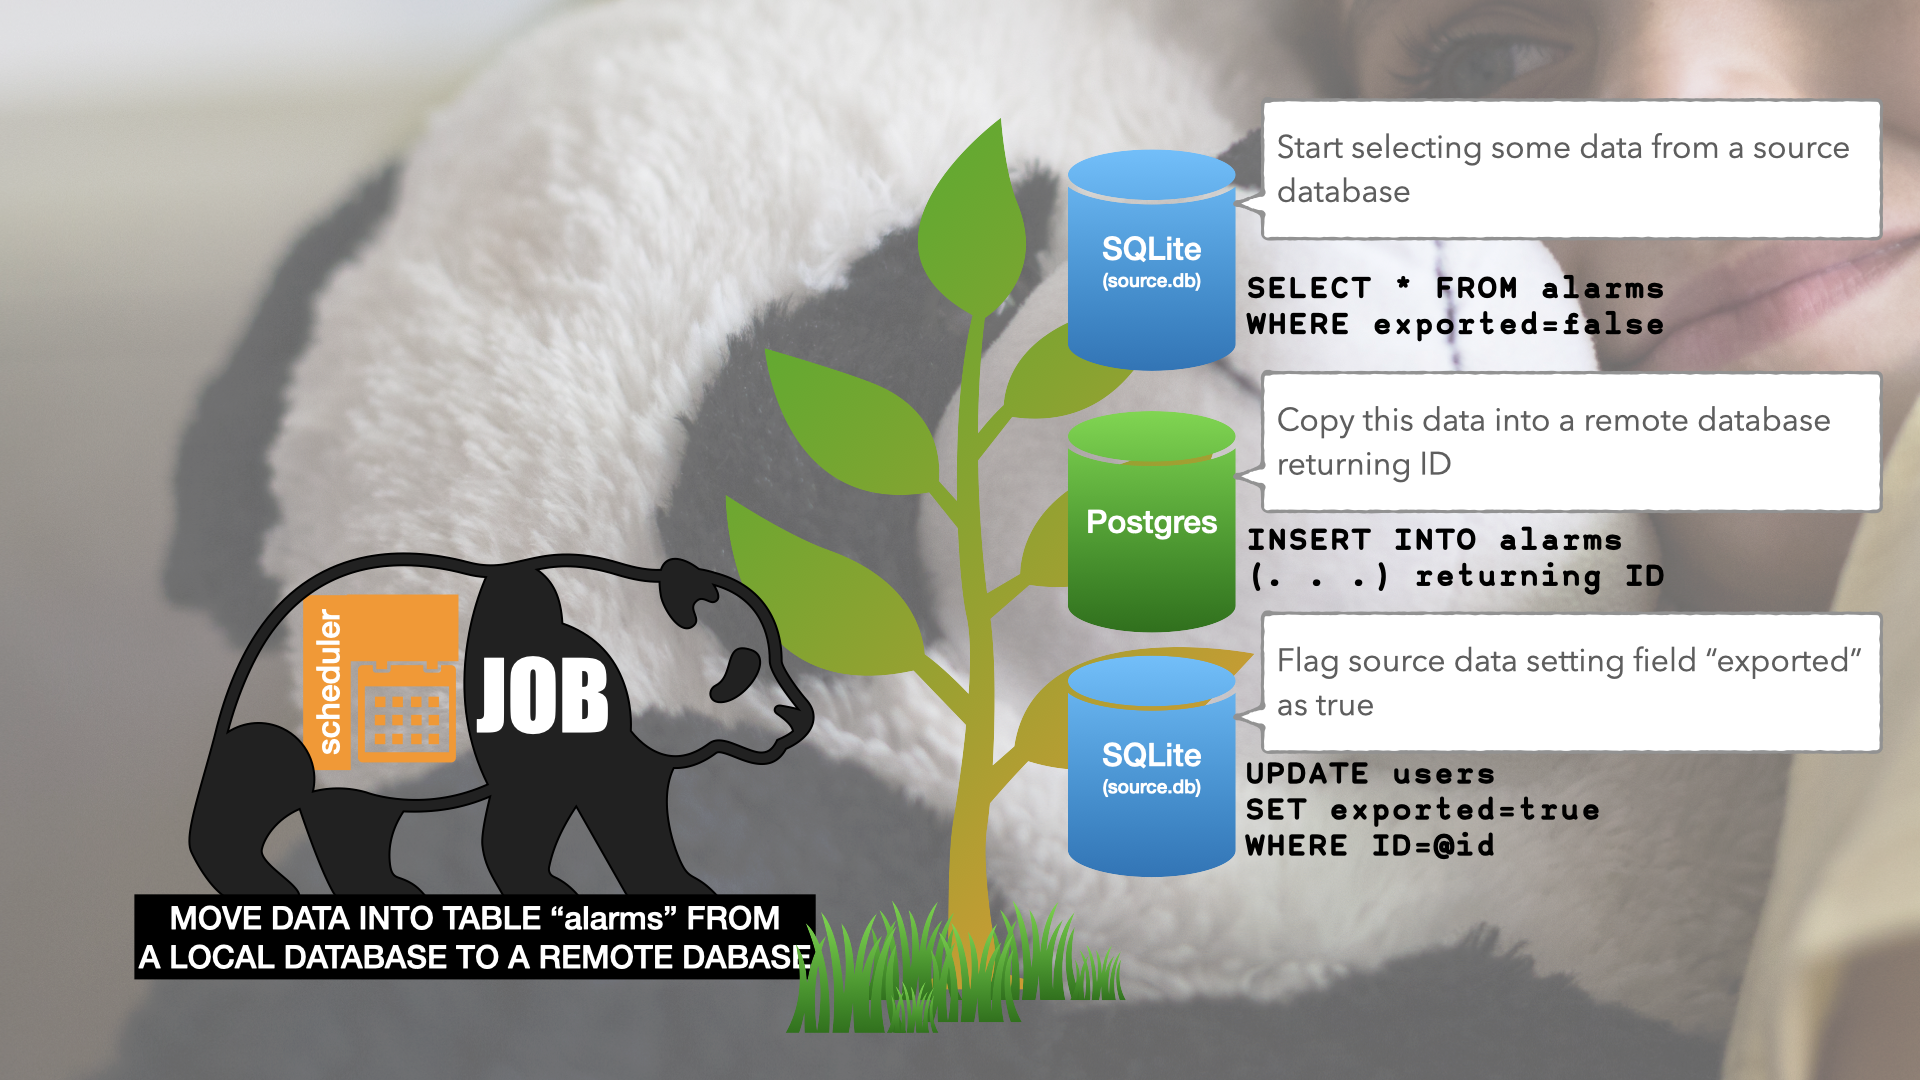 Start selecting some data from a source
database
SQLite
(source.db)
SELECT * FROM alarms
WHERE exported=false
Copy this data into a remote database
returning ID
Postgres
INSERT INTO alarms
(. . .) returning ID
Flag source data setting field “exported”
as true
SQLite
(source.db)
UPDATE users
SET exported=true
WHERE ID=@id
scheduler
JOB
MOVE DATA INTO TABLE “alarms” FROM
A LOCAL DATABASE TO A REMOTE DABASE